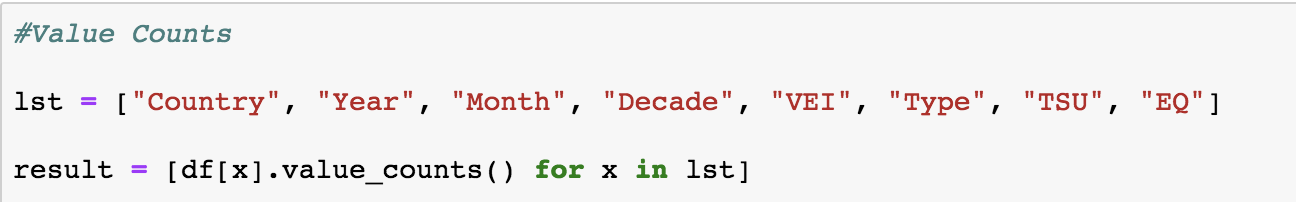 #Value Counts
lst = ["Country", "Year", "Month", "Decade", "VEI", "Type", "TSU", "EQ"]
result = [df[x].value_counts() for x in lst]